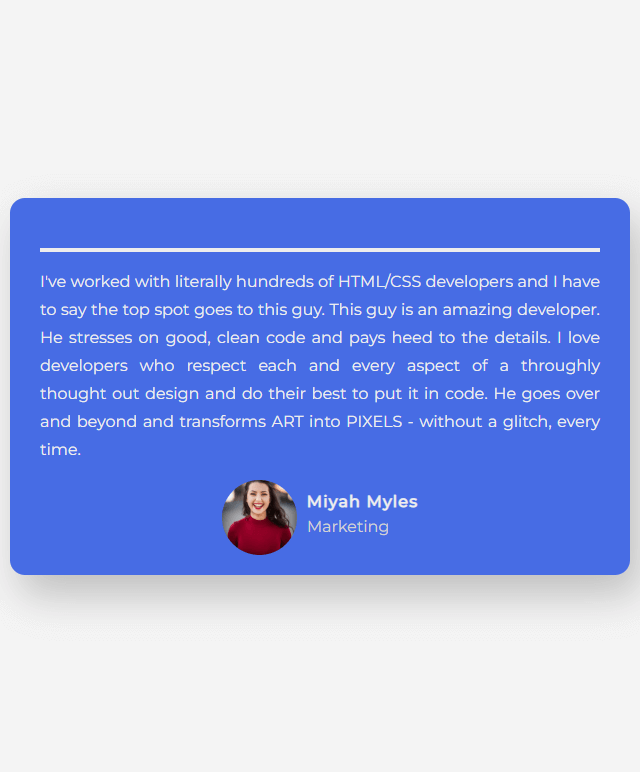 I've worked with literally hundreds of HTML/CSS developers and I have
to say the top spot goes to this guy. This guy is an amazing developer.
He stresses on good, clean code and pays heed to the details. I love
developers who respect each and every aspect of a throughly
thought out design and do their best to put it in code. He goes over
and beyond and transforms ART into PIXELS - without a glitch, every
time.
Miyah Myles
Marketing